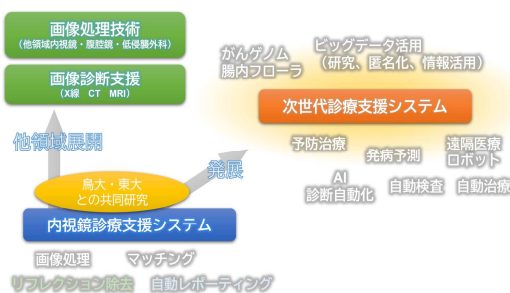 画像処理技術
(他領域内視鏡・腹腔鏡・低侵襲外科)
画像診断支援
(X線 CT MRI)
他領域展開
発展
鳥大・東大
との共同研究
内視鏡診療支援システム
画像処理
マッチング
リフレクション除去
自動レポーティング
がんゲノム
腸内フローラ
ビッグデータ活用
(研究、匿名化、情報活用)
次世代診療支援システム
予防治療
発病予測
遠隔医療
ロボット
AI
診断自動化
自動検査
自動治療